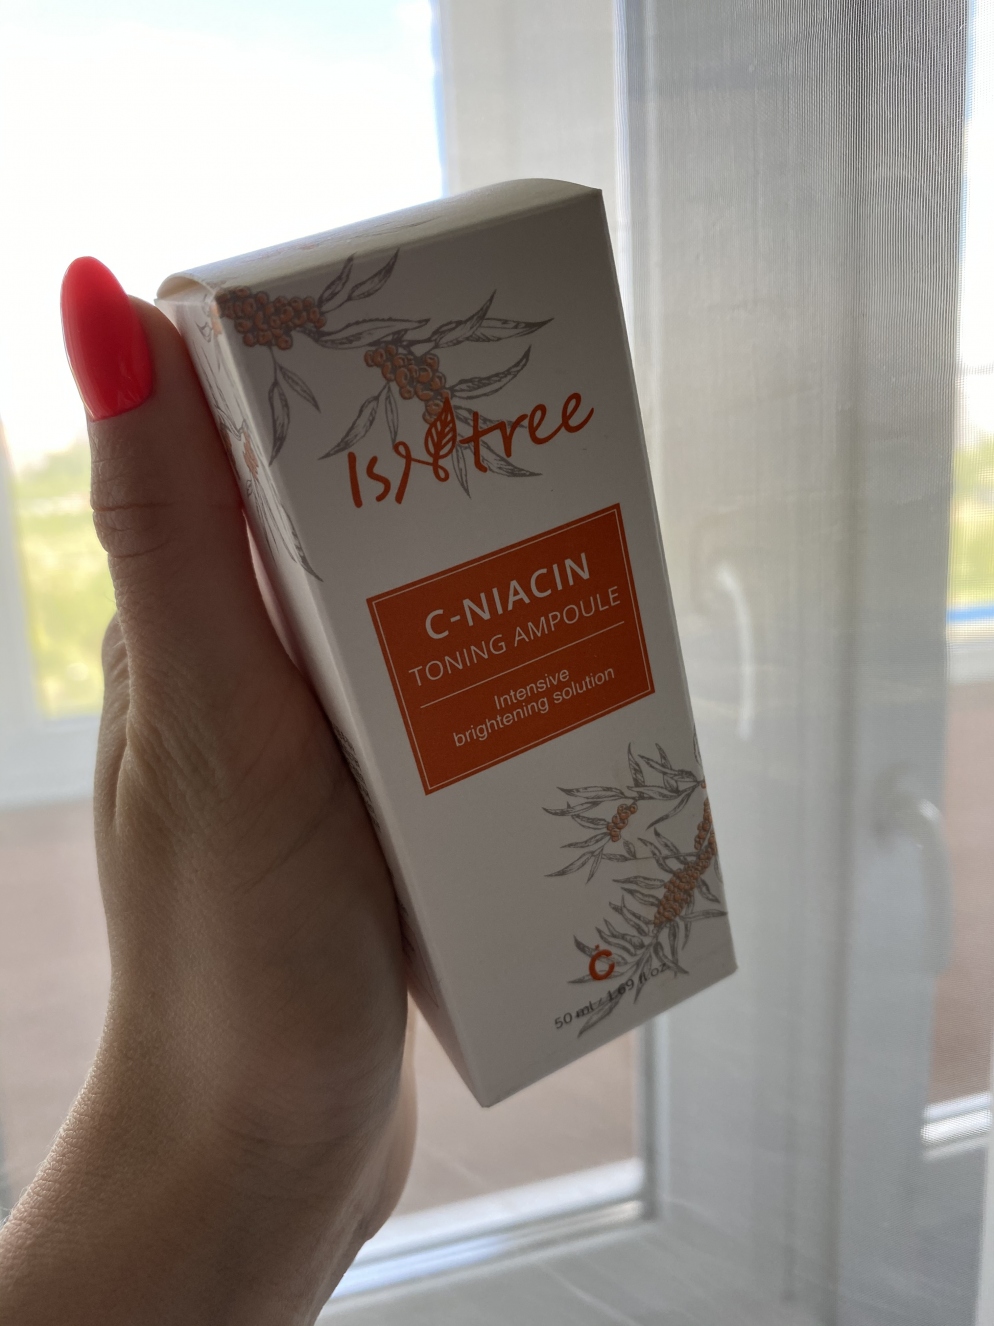 Isntree
C-NIACIN
TONING AMPOULE
Intensive
brightening solution
C
50 ml / 1.69 fl.oz.